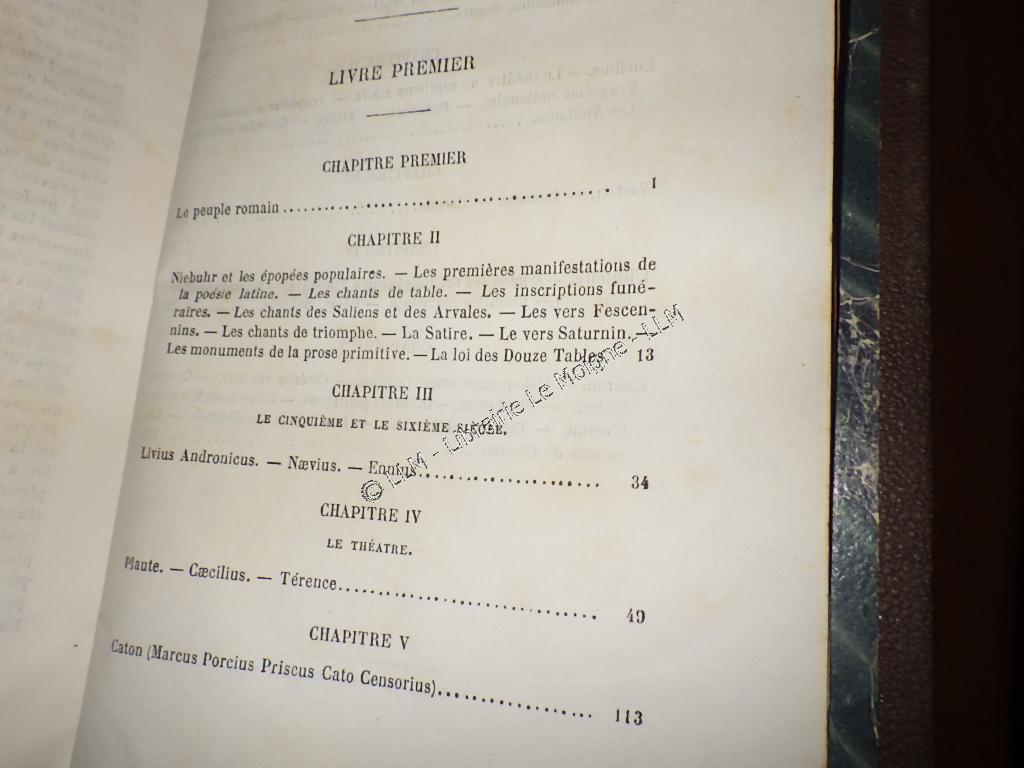 LIVRE PREMIER
CHAPITRE PREMIER
Le peuple romain........ 1
CHAPITRE II
Niebuhr et les épopées populaires. — Les premières manifestations de
la poésie latine. — Les chants de table. — Les inscriptions funé-
raires. — Les chants des Saliens et des Arvales. — Les vers Fescen-
nins. — Les chants de triomphe. — La Satire. — Le vers Saturnin. —
Les monuments de la prose primitive. — La loi des Douze Tables 13
CHAPITRE III
LE CINQUIÈME ET LE SIXIÈME SIÈCLE.
Livius Andronicus. — Nævius. — Ennius........ 34
CHAPITRE IV
LE THÉATRE.
Plaute. — Cæcilius. — Térence........ 49
CHAPITRE V
Caton (Marcus Porcius Priscus Cato Censorius)........ 113
© LLM - Librairie Le Moigne - LLM